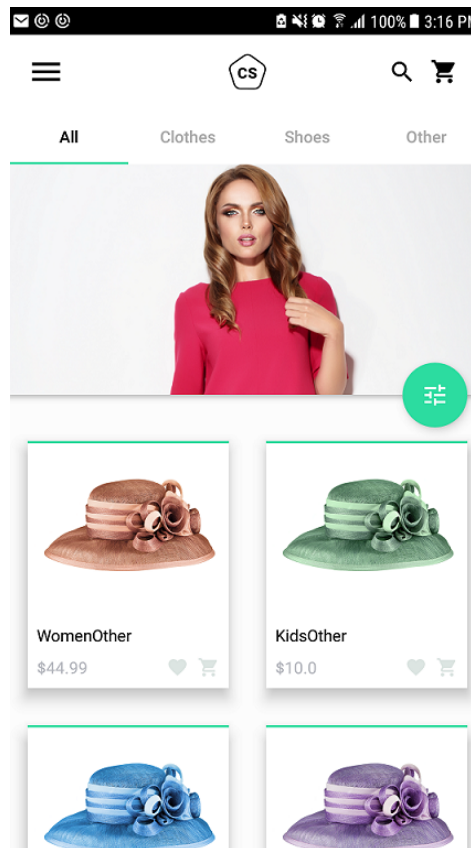 100% 3:16 PM
CS
All Clothes Shoes Other
WomenOther KidsOther
$44.99 $10.0